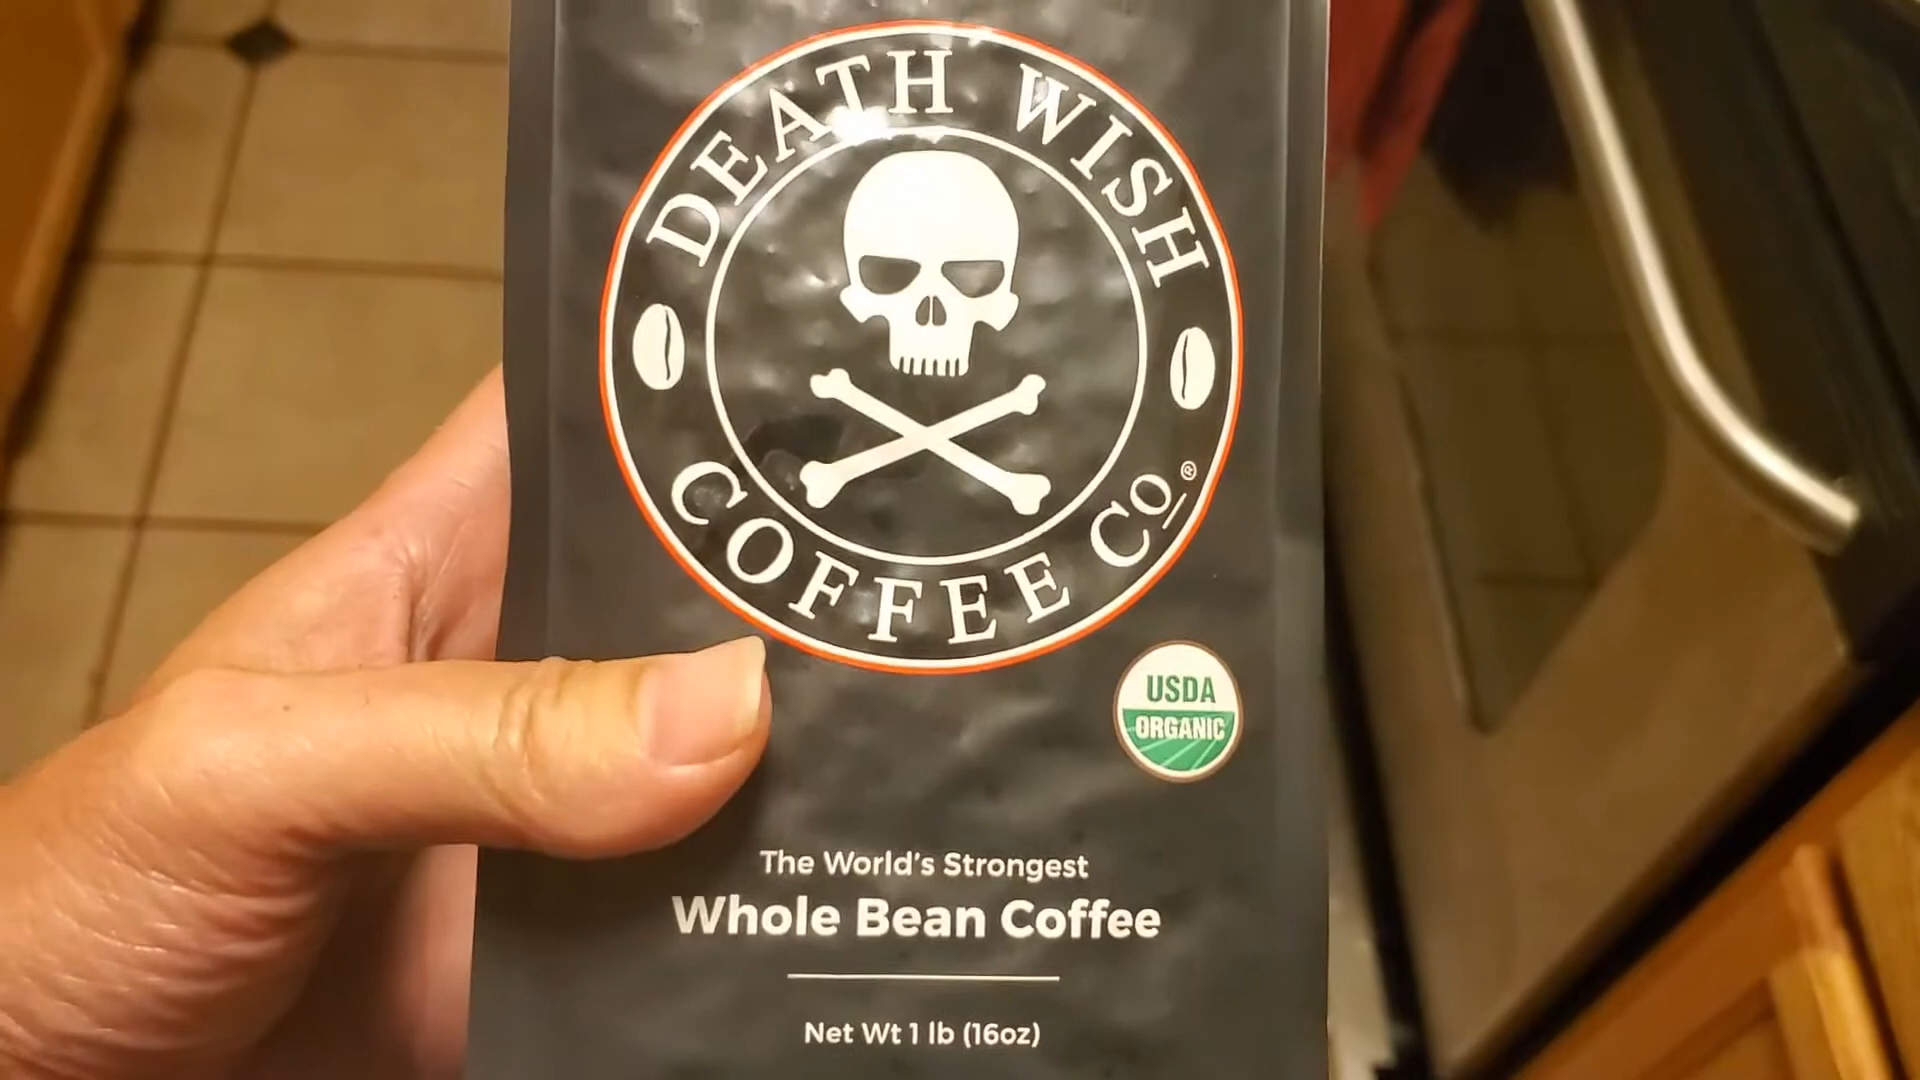 DEATH WISH
COFFEE Co.®
USDA
ORGANIC
The World's Strongest
Whole Bean Coffee
Net Wt 1 lb (16oz)